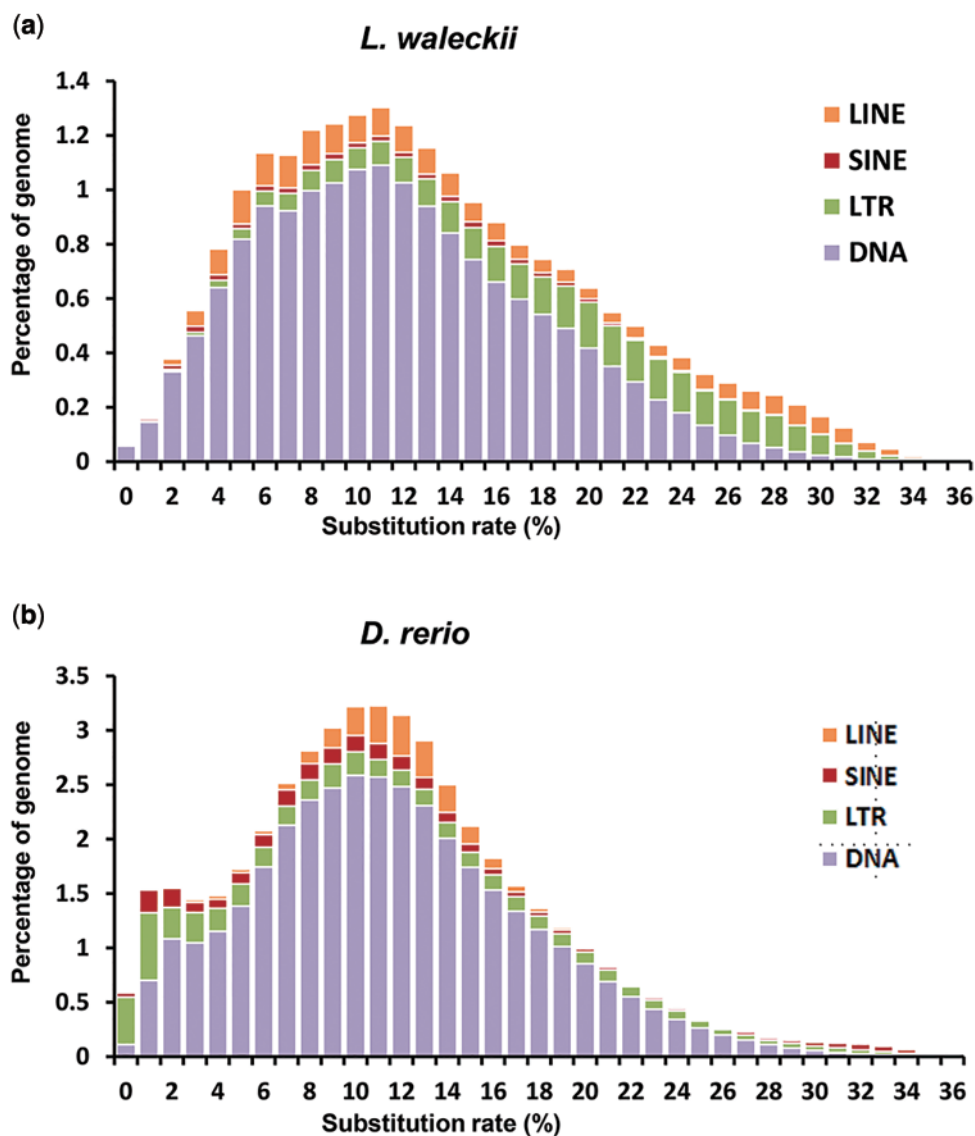 (a)
L. waleckii
Percentage of genome
1.4
1.2
1
0.8
0.6
0.4
0.2
0
LINE
SINE
LTR
DNA
0 2 4 6 8 10 12 14 16 18 20 22 24 26 28 30 32 34 36
Substitution rate (%)
(b)
D. rerio
Percentage of genome
3.5
3
2.5
2
1.5
1
0.5
0
LINE
SINE
LTR
DNA
0 2 4 6 8 10 12 14 16 18 20 22 24 26 28 30 32 34 36
Substitution rate (%)